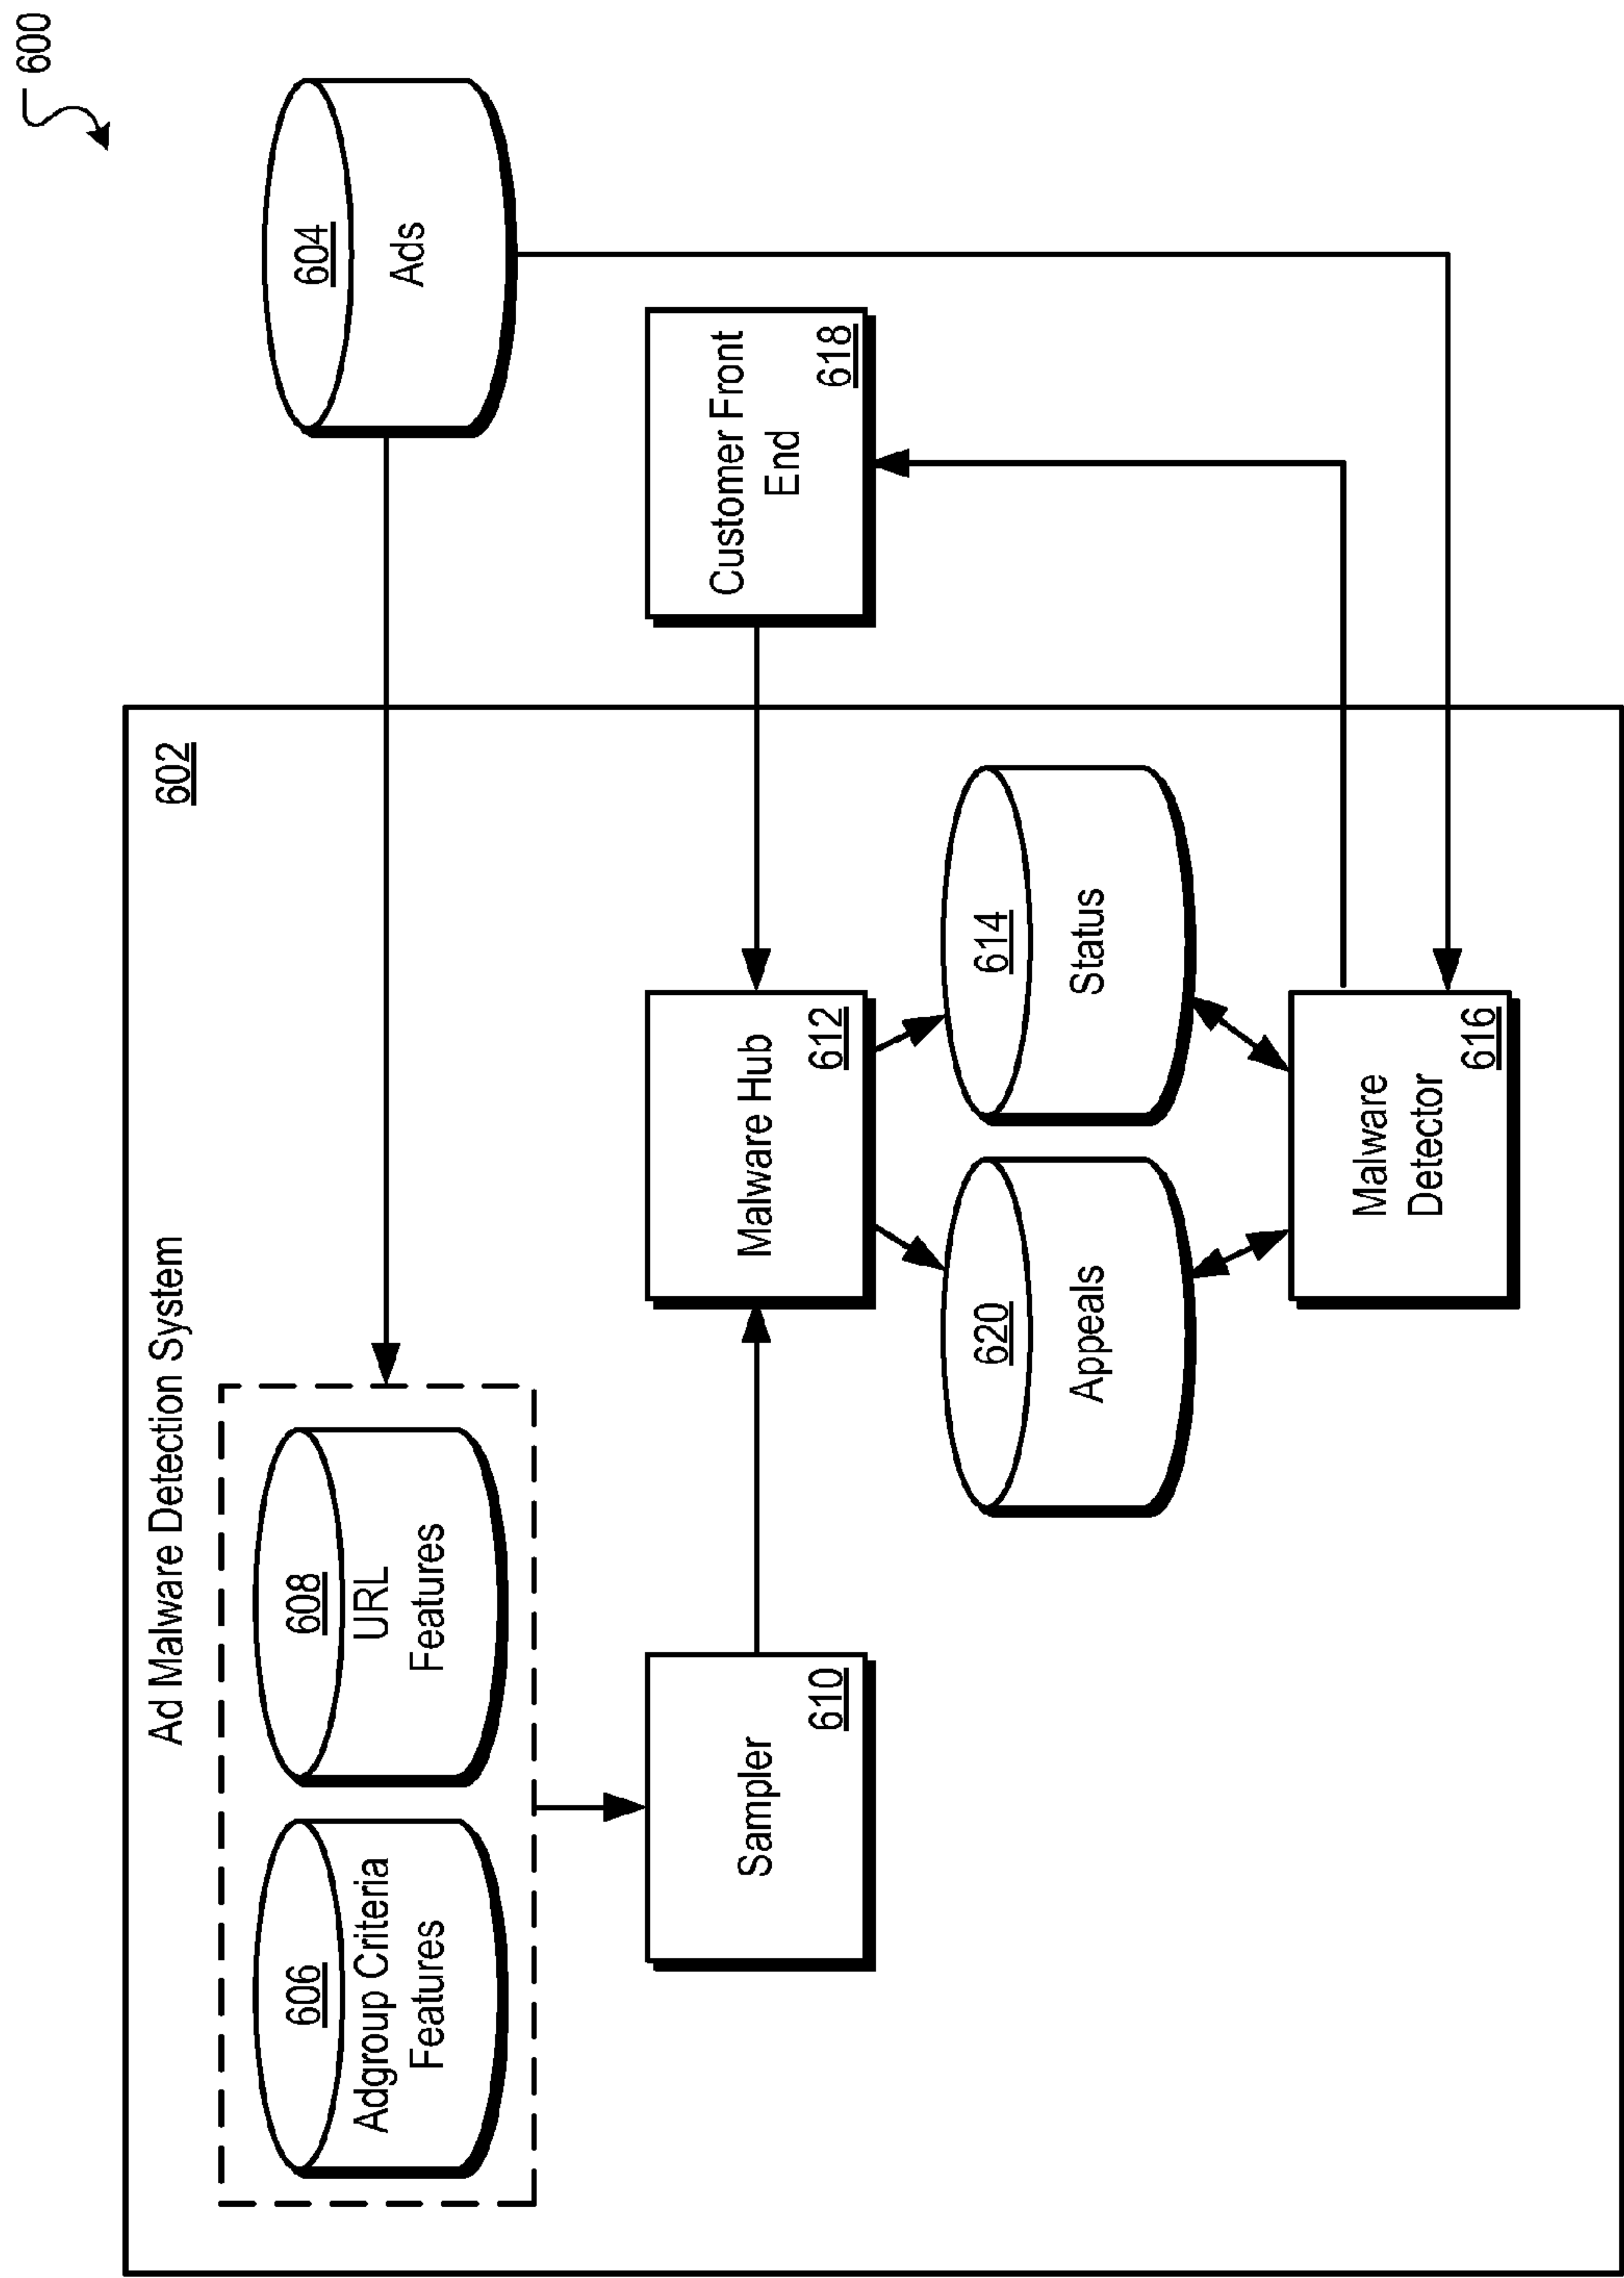 600
Ad Malware Detection System
602
606
Adgroup Criteria
Features
608
URL
Features
604
Ads
Sampler
610
Malware Hub
612
Customer Front
End
618
620
Appeals
614
Status
Malware
Detector
616